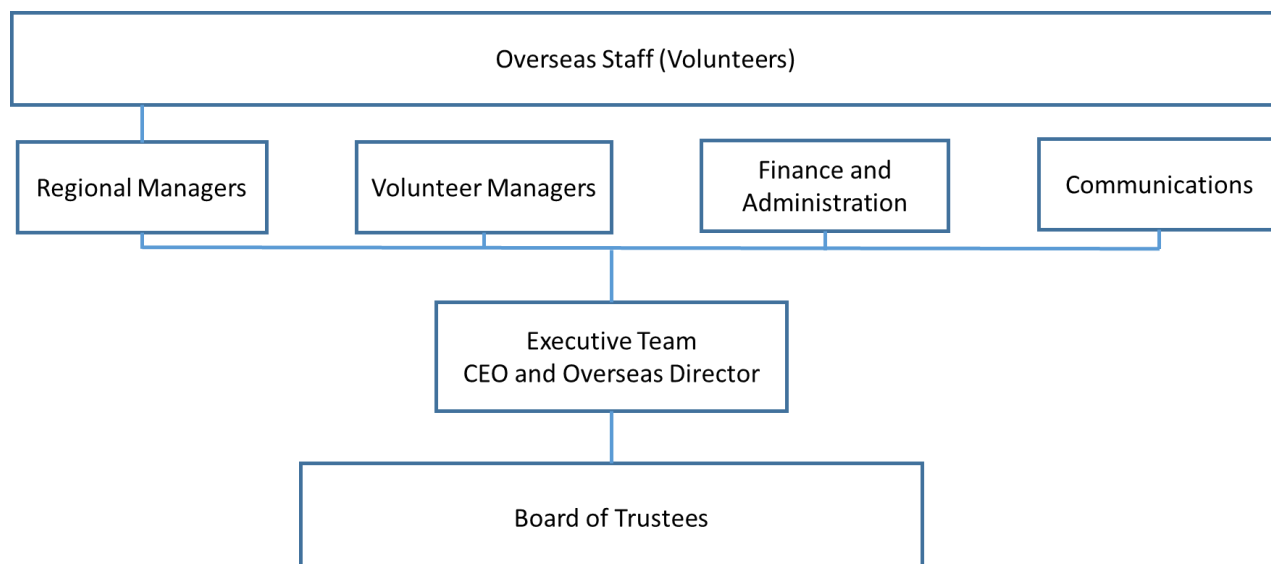 Overseas Staff (Volunteers)
Regional Managers
Volunteer Managers
Finance and
Administration
Communications
Executive Team
CEO and Overseas Director
Board of Trustees